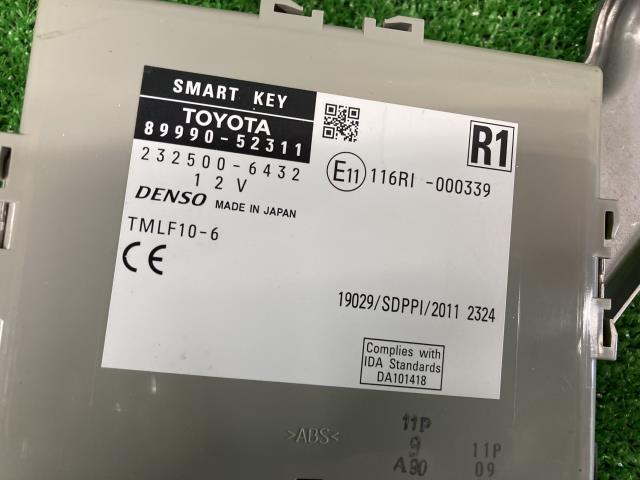 SMART KEY
TOYOTA
89990-52311
232500-6432
12V
DENSO MADE IN JAPAN
TMLF10-6
CE
R1
E11 116RI -000339
19029/SDPPI/2011 2324
Complies with
IDA Standards
DA101418
>ABS<
11P
9
A90
11P
09